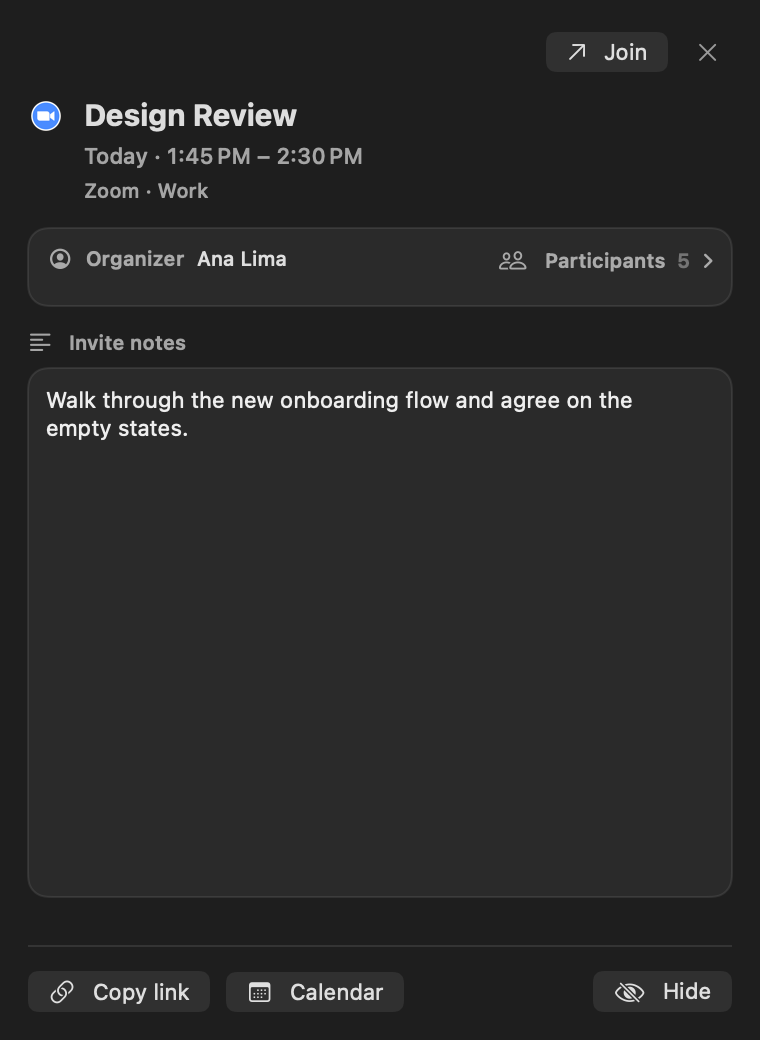 Join
Design Review
Today · 1:45 PM – 2:30 PM
Zoom · Work
Organizer Ana Lima
Participants 5
Invite notes
Walk through the new onboarding flow and agree on the
empty states.
Copy link
Calendar
Hide